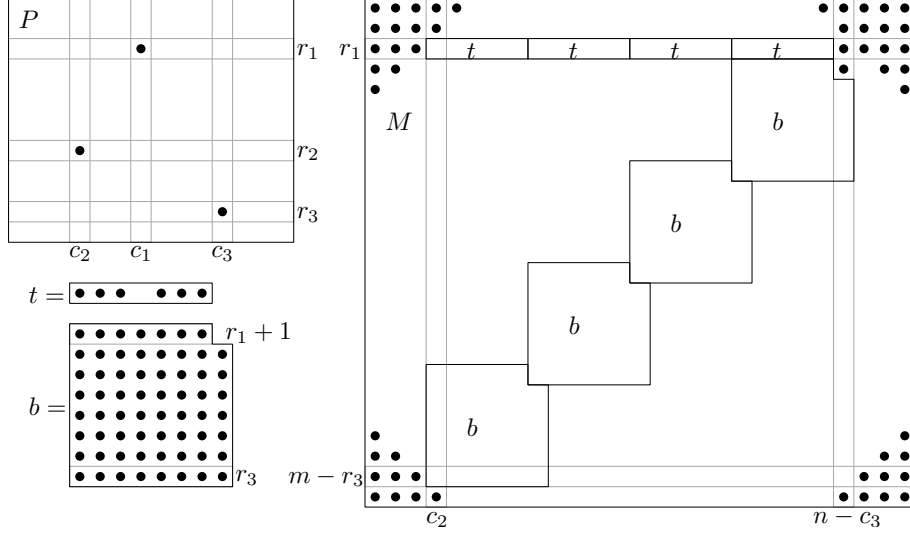 P
r₁
r₂
r₃
c₂ c₁ c₃
t =
r₁ + 1
b =
r₃
r₁
t t t t
M
b
b
b
b
m − r₃
c₂
n − c₃